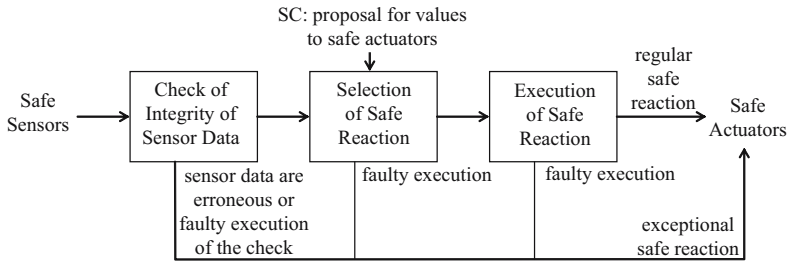 SC: proposal for values
to safe actuators
Safe
Sensors
Check of
Integrity of
Sensor Data
Selection
of Safe
Reaction
Execution
of Safe
Reaction
regular
safe
reaction
Safe
Actuators
sensor data are
erroneous or
faulty execution
of the check
faulty execution
faulty execution
exceptional
safe reaction